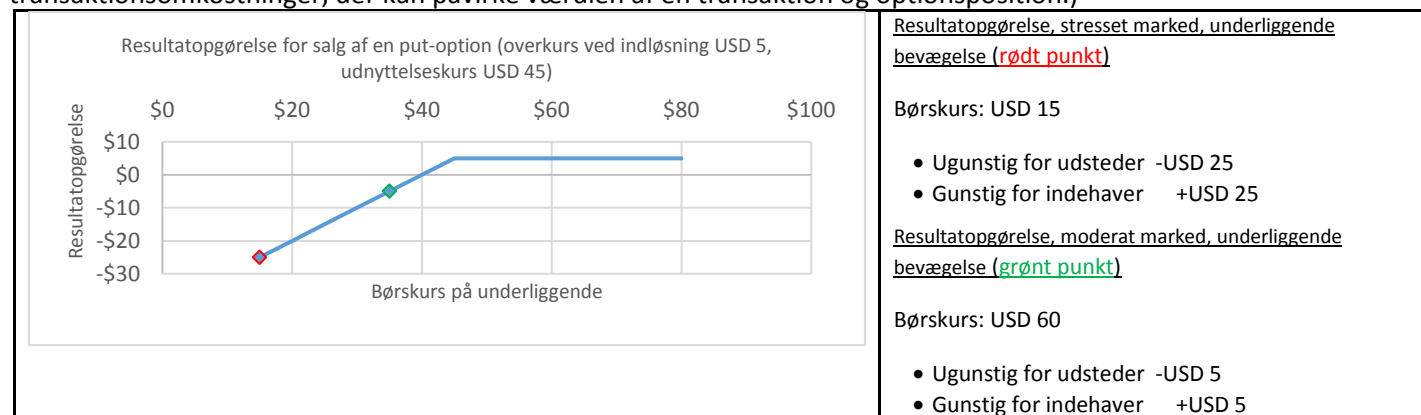 transaktionsomkostninger, der kan påvirke værdien af en transaktion og optionsposition.)
Resultatopgørelse for salg af en put-option (overkurs ved indløsning USD 5,
udnyttelseskurs USD 45)
$0 $20 $40 $60 $80 $100
Resultatopgørelse
$10
$0
-$10
-$20
-$30
Børskurs på underliggende
Resultatopgørelse, stresset marked, underliggende
bevægelse (rødt punkt)
Børskurs: USD 15
• Ugunstig for udsteder -USD 25
• Gunstig for indehaver +USD 25
Resultatopgørelse, moderat marked, underliggende
bevægelse (grønt punkt)
Børskurs: USD 60
• Ugunstig for udsteder -USD 5
• Gunstig for indehaver +USD 5